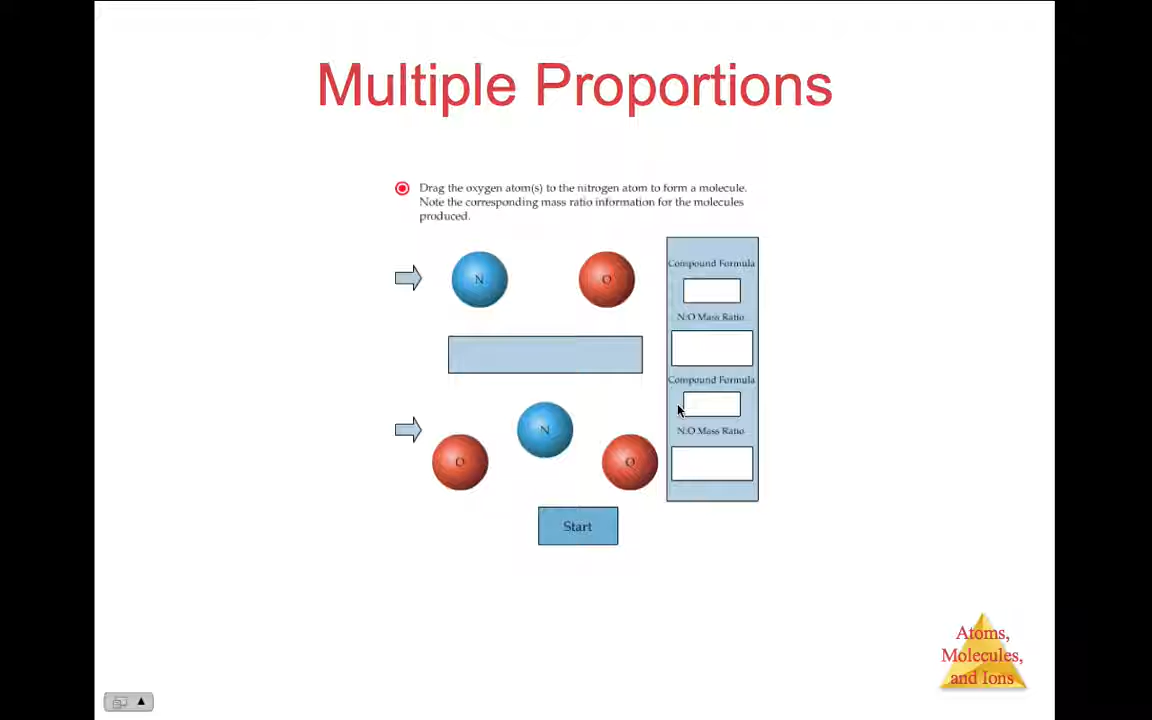 Multiple Proportions
Drag the oxygen atom(s) to the nitrogen atom to form a molecule.
Note the corresponding mass ratio information for the molecules
produced.
N
O
Compound Formula
N:O Mass Ratio
Compound Formula
N:O Mass Ratio
N
O
O
Start
Atoms,
Molecules,
and Ions